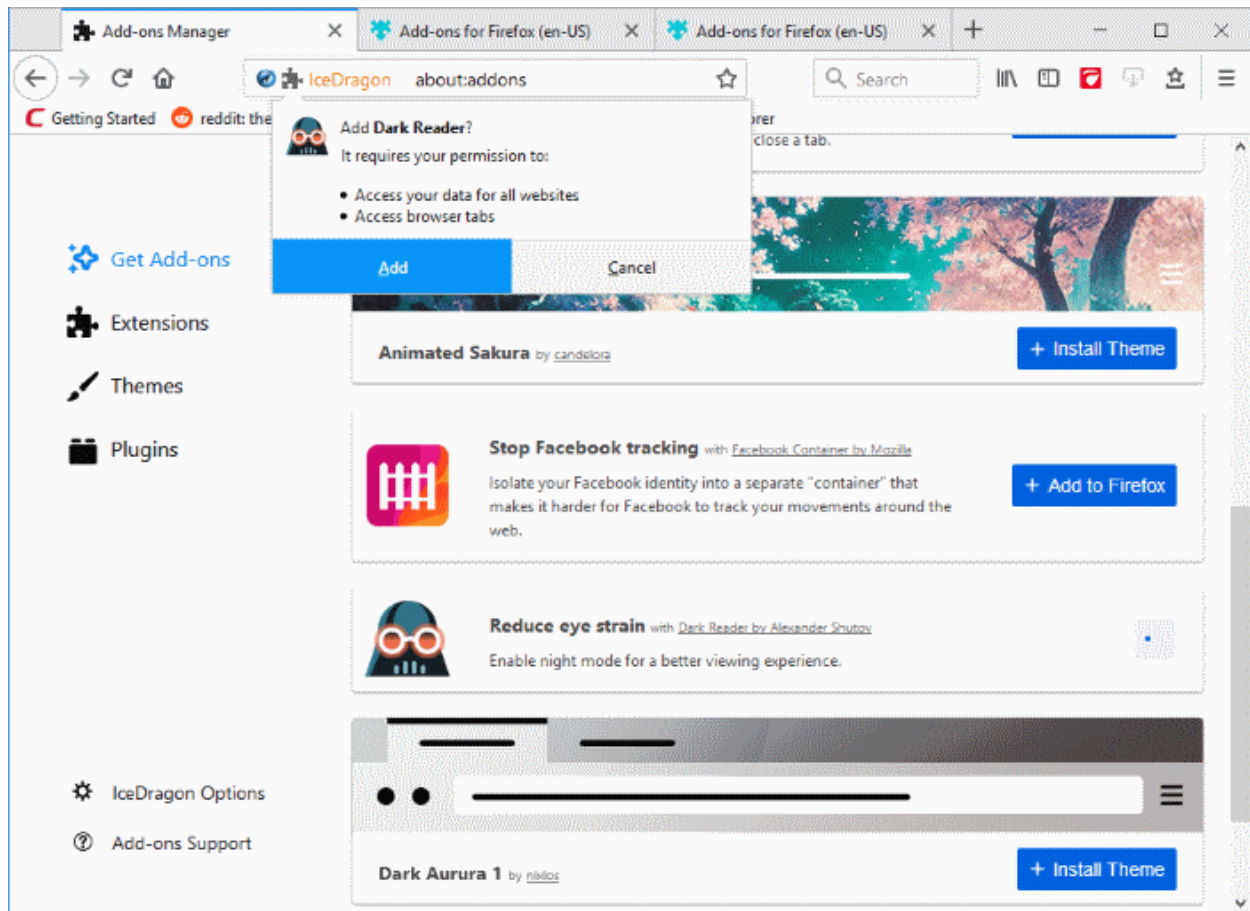 Add-ons Manager
Add-ons for Firefox (en-US)
Add-ons for Firefox (en-US)
IceDragon about:addons
Search
Getting Started
reddit: the
rer
Add Dark Reader?
It requires your permission to:
• Access your data for all websites
• Access browser tabs
Add
Cancel
close a tab.
Get Add-ons
Extensions
Themes
Plugins
IceDragon Options
Add-ons Support
Animated Sakura by candelora
+ Install Theme
Stop Facebook tracking with Facebook Container by Mozilla
Isolate your Facebook identity into a separate "container" that
makes it harder for Facebook to track your movements around the
web.
+ Add to Firefox
Reduce eye strain with Dark Reader by Alexander Shutov
Enable night mode for a better viewing experience.
Dark Aurura 1 by
+ Install Theme